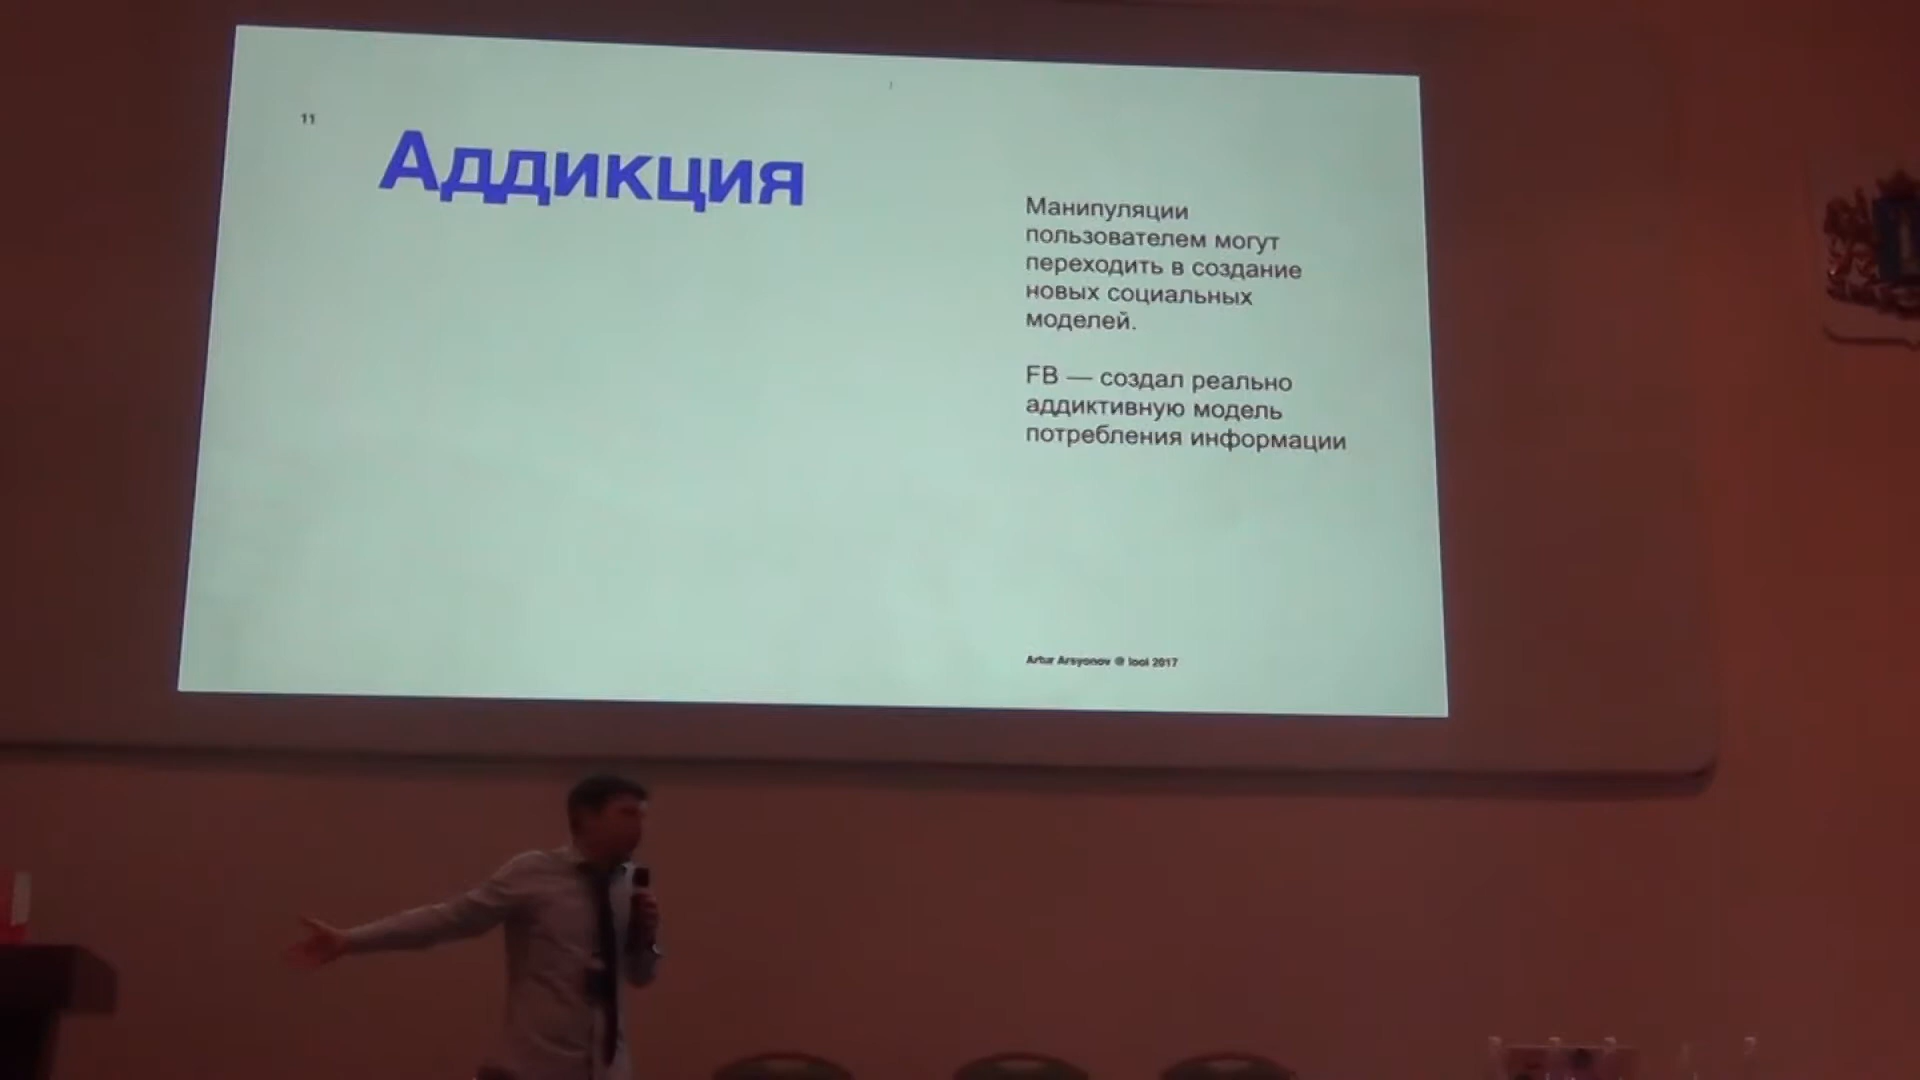 11
Аддикция
Манипуляции
пользователем могут
переходить в создание
новых социальных
моделей.
FB — создал реально
аддиктивную модель
потребления информации
Artur Arsyonov @ lool 2017